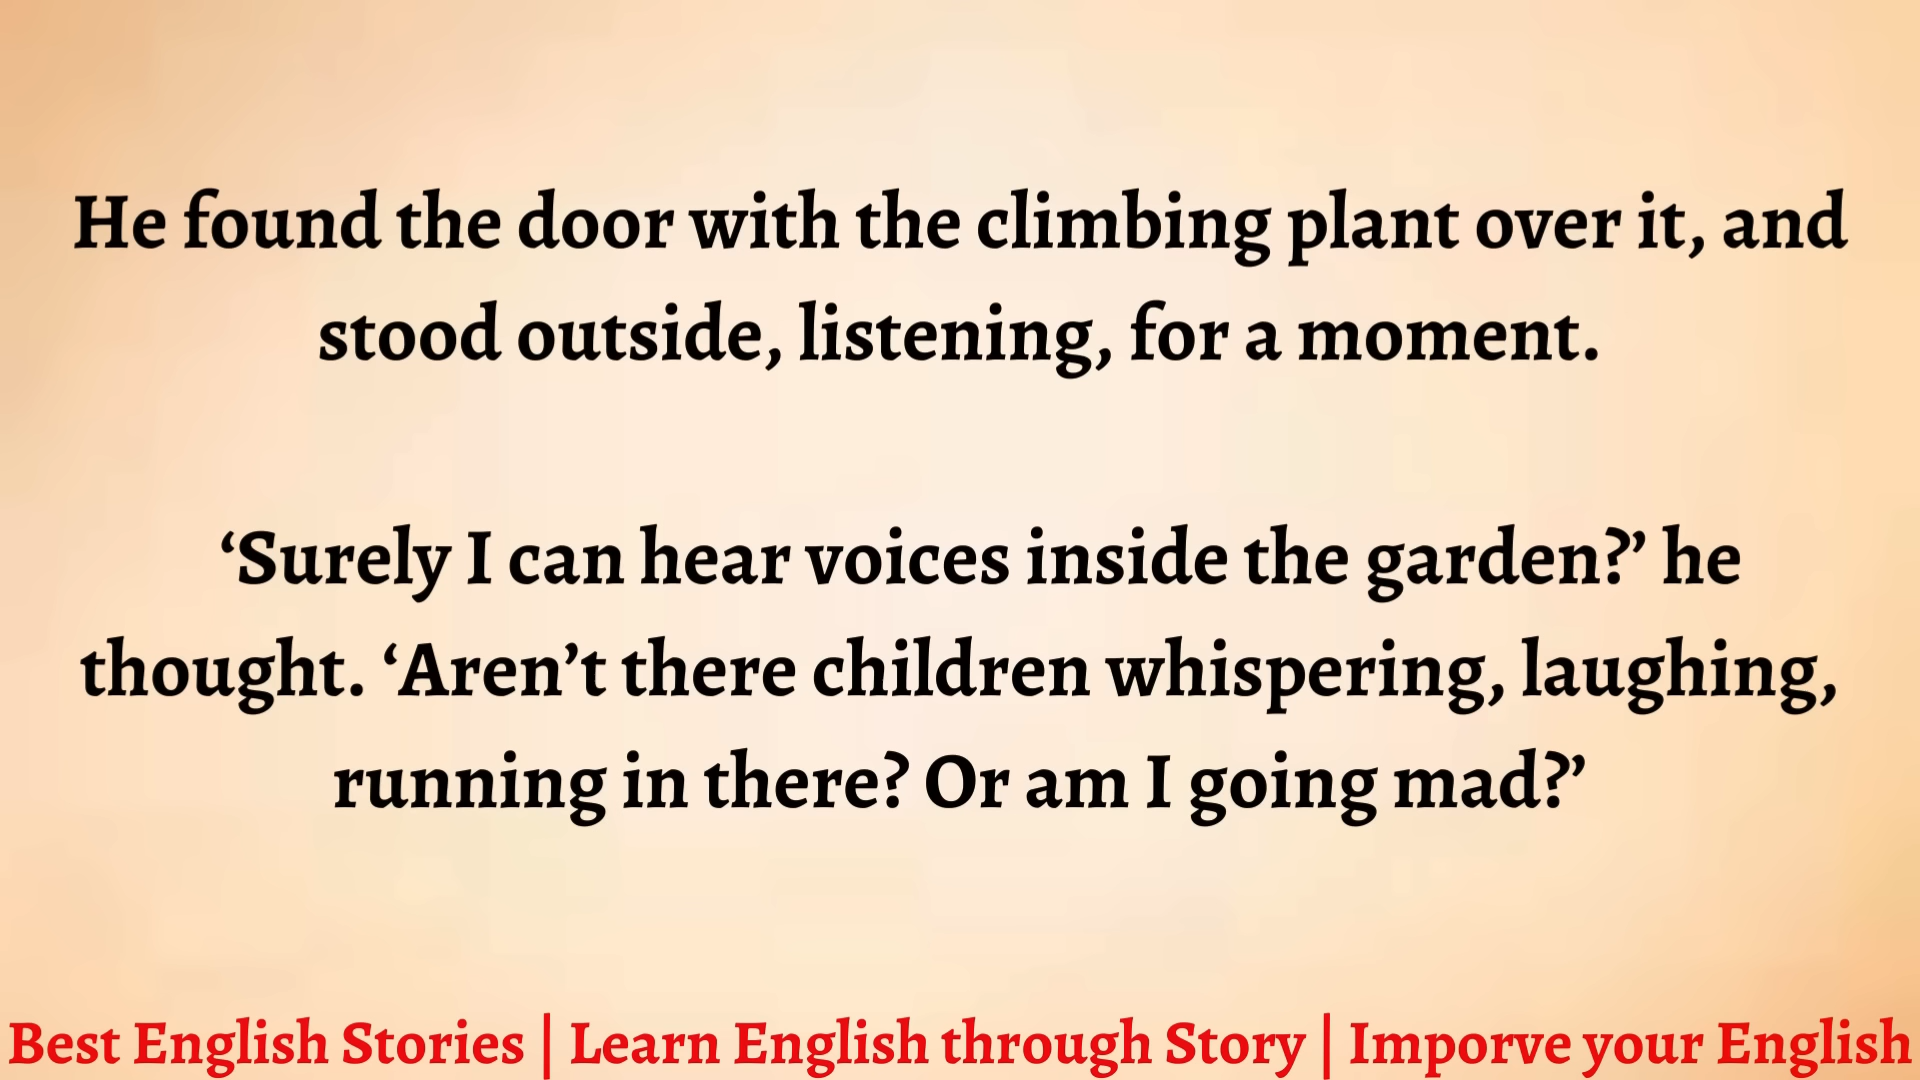 He found the door with the climbing plant over it, and
stood outside, listening, for a moment.
‘Surely I can hear voices inside the garden?’ he
thought. ‘Aren’t there children whispering, laughing,
running in there? Or am I going mad?’
Best English Stories | Learn English through Story | Imporve your English